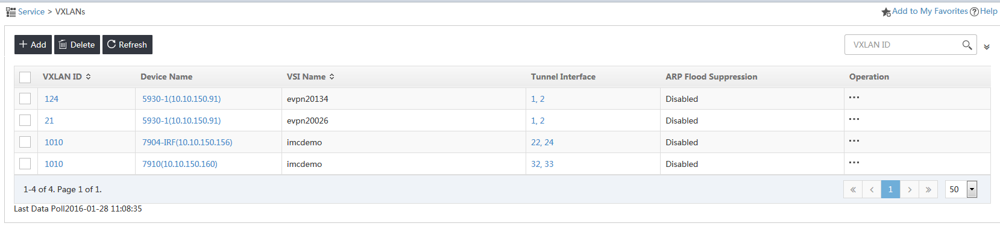 Service > VXLANs
Add to My Favorites Help
Add Delete Refresh VXLAN ID
VXLAN ID Device Name VSI Name Tunnel Interface ARP Flood Suppression Operation
124 5930-1(10.10.150.91) evpn20134 1, 2 Disabled ...
21 5930-1(10.10.150.91) evpn20026 1, 2 Disabled ...
1010 7904-IRF(10.10.150.156) imcdemo 22, 24 Disabled ...
1010 7910(10.10.150.160) imcdemo 32, 33 Disabled ...
1-4 of 4. Page 1 of 1. « < 1 > » 50
Last Data Poll2016-01-28 11:08:35